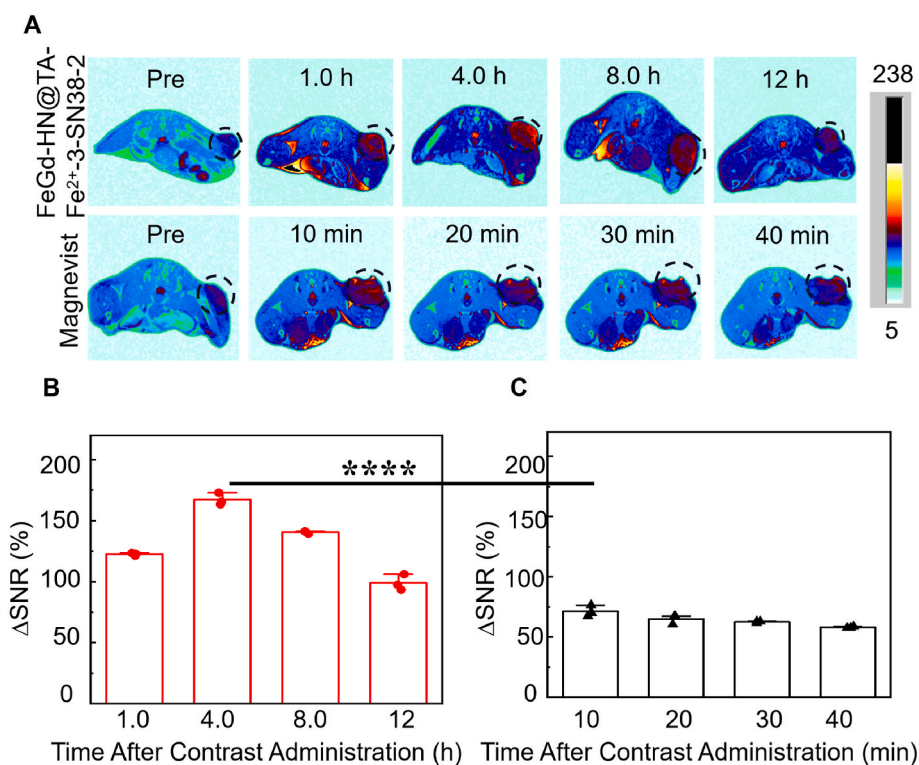 A
FeGd-HN@TA-
Fe²⁺·3-SN38-2
Pre
1.0 h
4.0 h
8.0 h
12 h
238
5
Magnevist
Pre
10 min
20 min
30 min
40 min
B
ΔSNR (%)
200
150
100
50
0
****
1.0
4.0
8.0
12
Time After Contrast Administration (h)
C
ΔSNR (%)
200
150
100
50
0
10
20
30
40
Time After Contrast Administration (min)